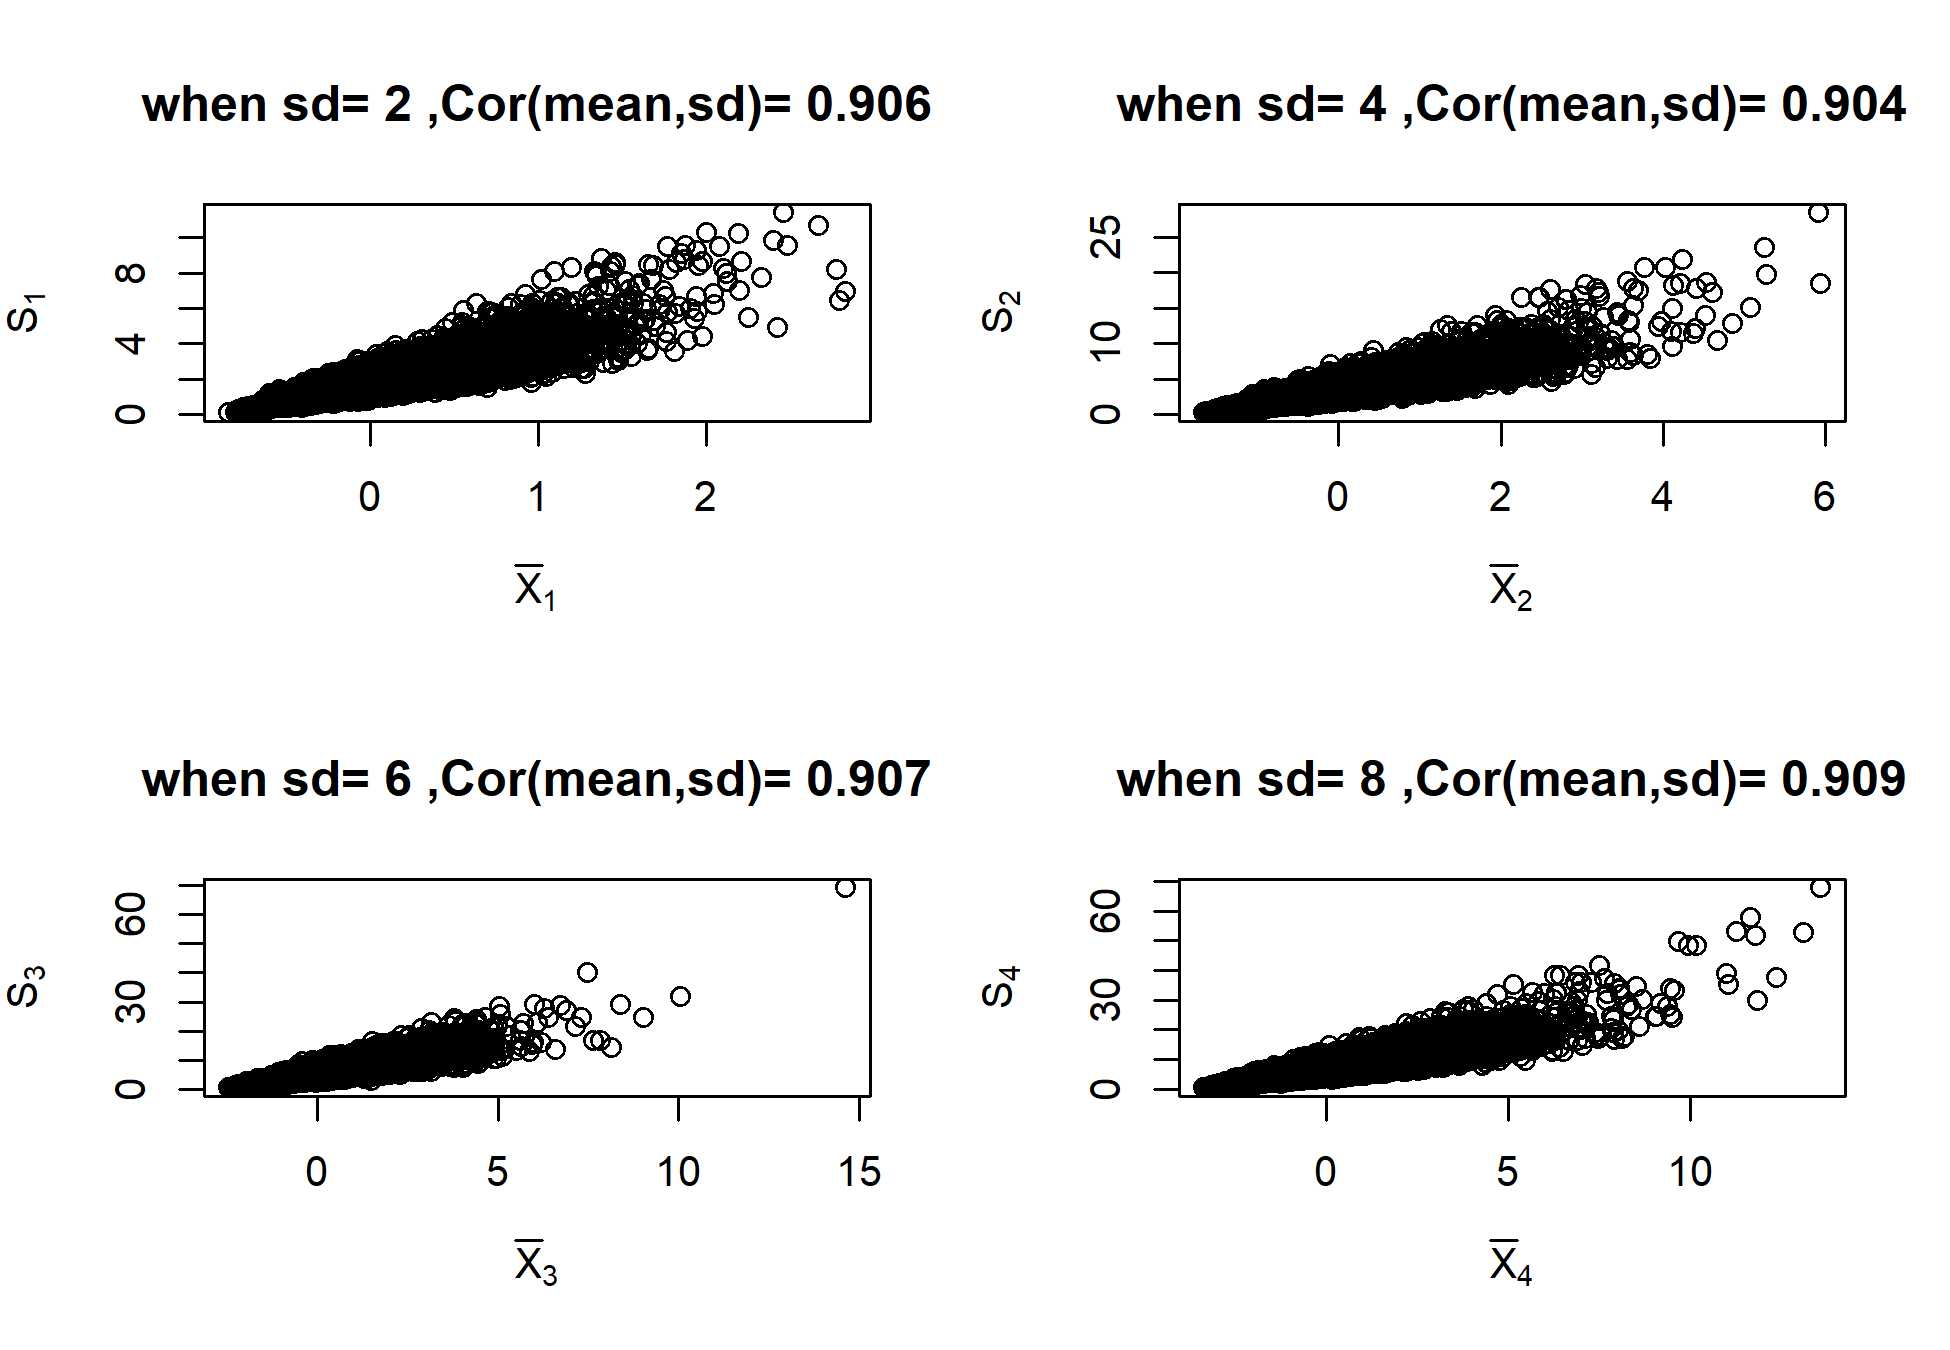 when sd= 2 ,Cor(mean,sd)= 0.906
S1
8
4
0
0 1 2
X̅1
when sd= 4 ,Cor(mean,sd)= 0.904
S2
25
10
0
0 2 4 6
X̅2
when sd= 6 ,Cor(mean,sd)= 0.907
S3
60
30
0
0 5 10 15
X̅3
when sd= 8 ,Cor(mean,sd)= 0.909
S4
60
30
0
0 5 10
X̅4